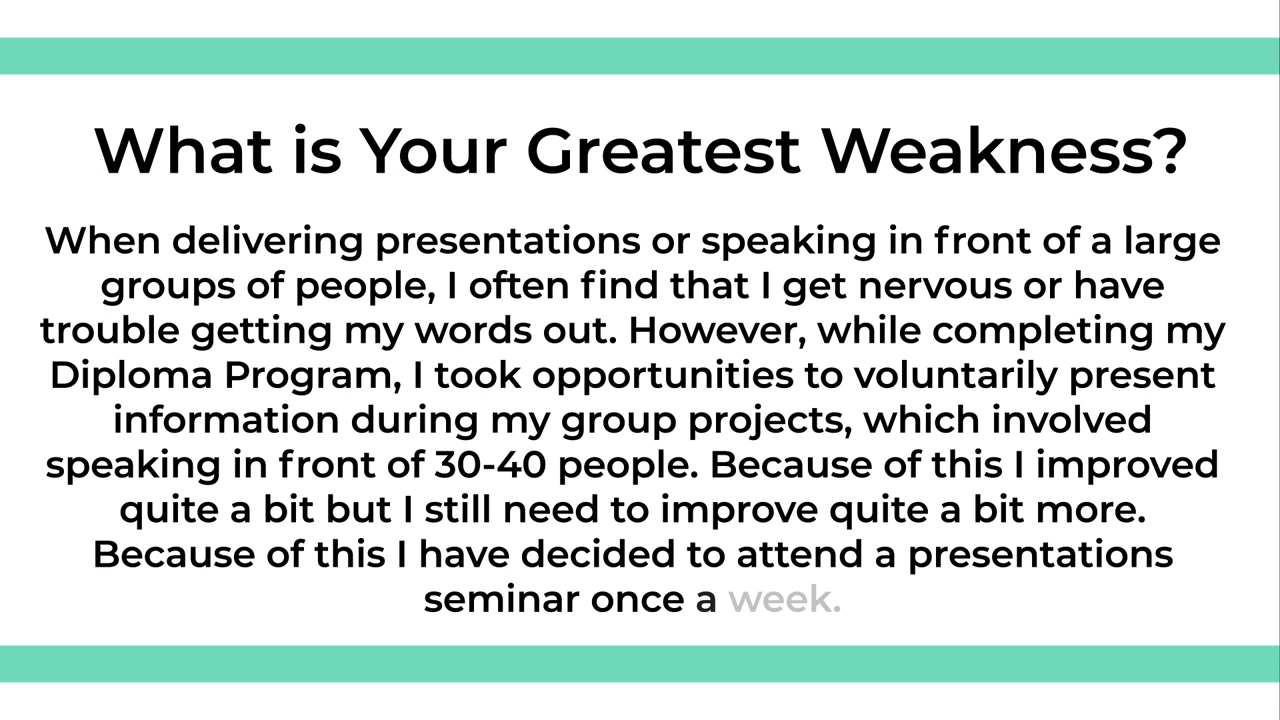 What is Your Greatest Weakness?
When delivering presentations or speaking in front of a large
groups of people, I often find that I get nervous or have
trouble getting my words out. However, while completing my
Diploma Program, I took opportunities to voluntarily present
information during my group projects, which involved
speaking in front of 30-40 people. Because of this I improved
quite a bit but I still need to improve quite a bit more.
Because of this I have decided to attend a presentations
seminar once a week.